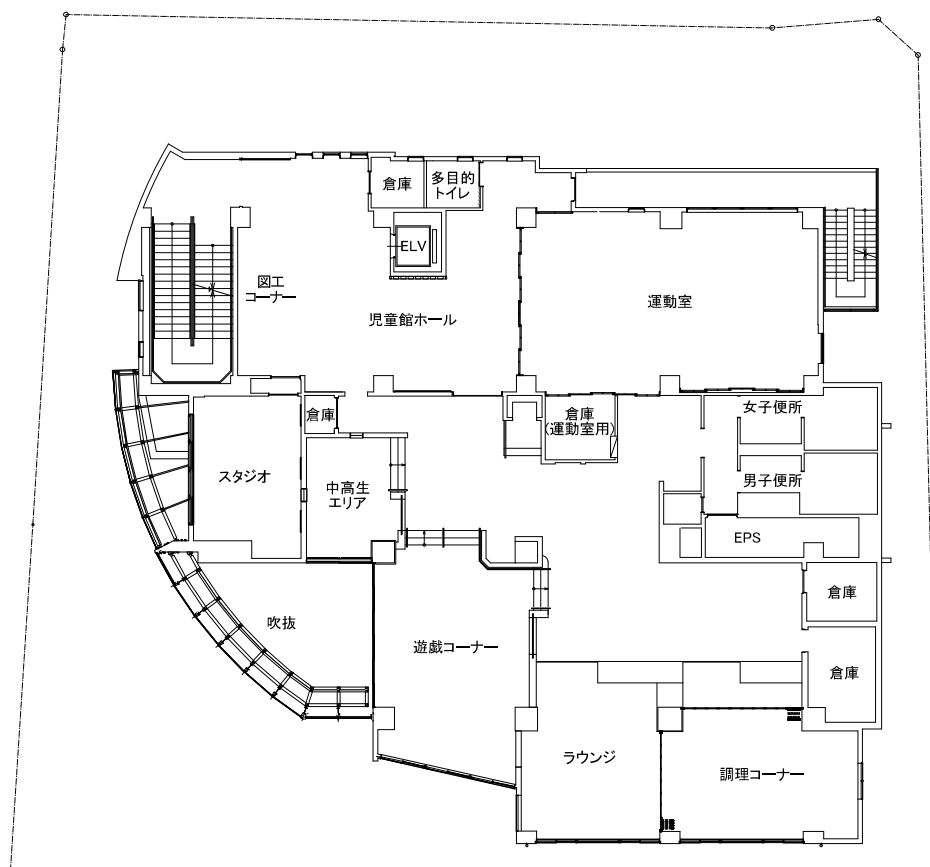 倉庫
多目的
トイレ
ELV
図工
コーナー
児童館ホール
運動室
倉庫
倉庫
(運動室用)
女子便所
スタジオ
中高生
エリア
男子便所
EPS
倉庫
吹抜
遊戯コーナー
倉庫
ラウンジ
調理コーナー